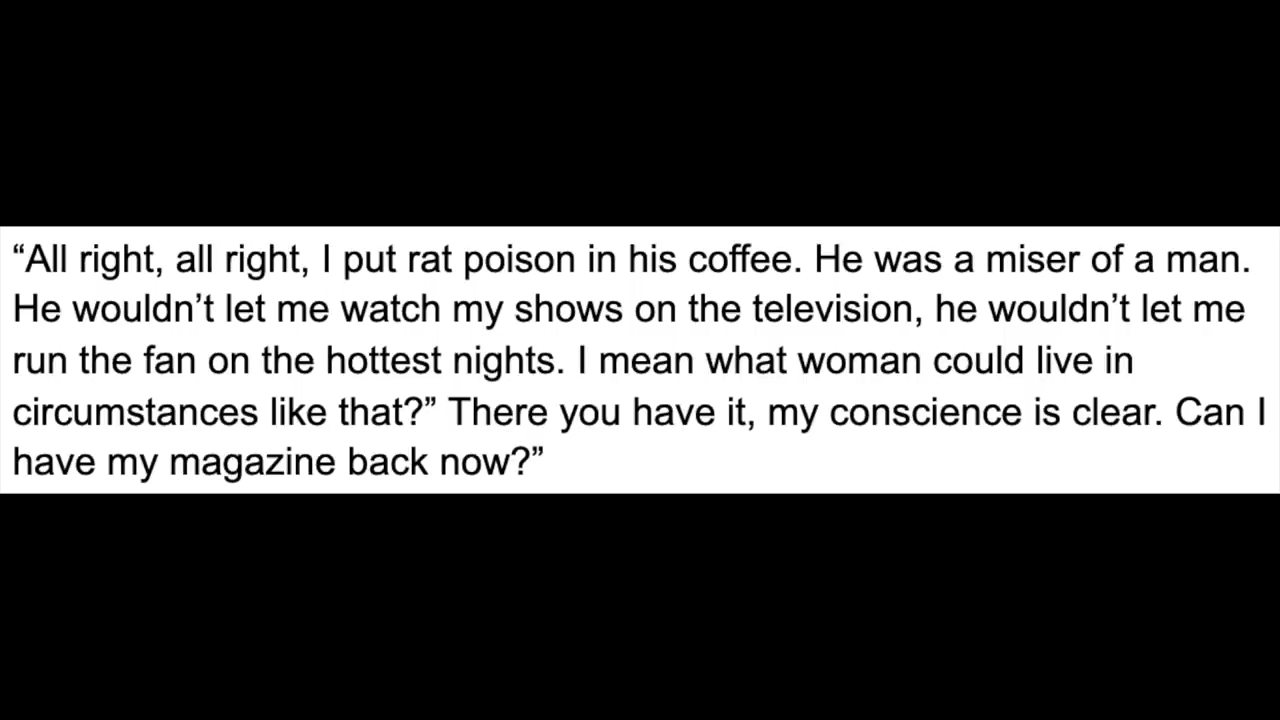 “All right, all right, I put rat poison in his coffee. He was a miser of a man.
He wouldn’t let me watch my shows on the television, he wouldn’t let me
run the fan on the hottest nights. I mean what woman could live in
circumstances like that?” There you have it, my conscience is clear. Can I
have my magazine back now?”